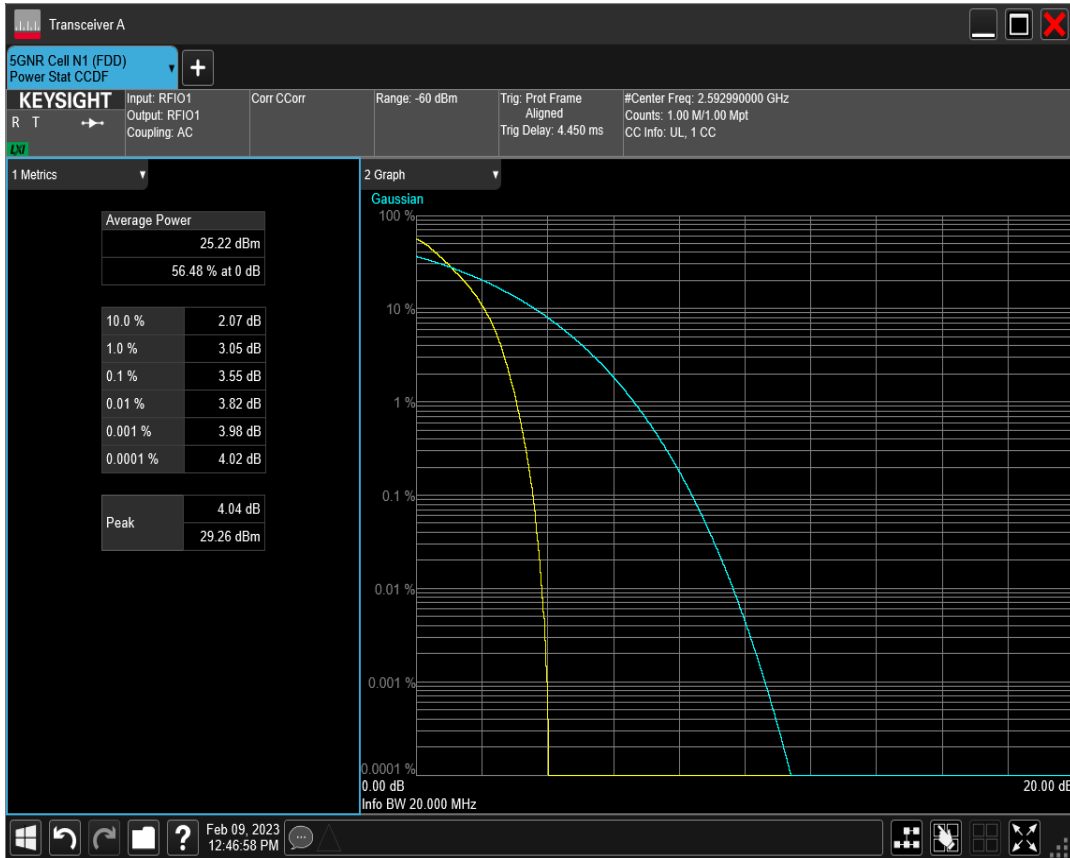 Transceiver A
5GNR Cell N1 (FDD)
Power Stat CCDF
+
KEYSIGHT
R T
LXI
Input: RFIO1
Output: RFIO1
Coupling: AC
Corr CCorr
Range: -60 dBm
Trig: Prot Frame
Aligned
Trig Delay: 4.450 ms
#Center Freq: 2.592990000 GHz
Counts: 1.00 M/1.00 Mpt
CC Info: UL, 1 CC
1 Metrics
Average Power
25.22 dBm
56.48 % at 0 dB
10.0 % 2.07 dB
1.0 % 3.05 dB
0.1 % 3.55 dB
0.01 % 3.82 dB
0.001 % 3.98 dB
0.0001 % 4.02 dB
Peak
4.04 dB
29.26 dBm
2 Graph
Gaussian
100 %
10 %
1 %
0.1 %
0.01 %
0.001 %
0.0001 %
0.00 dB
20.00 dB
Info BW 20.000 MHz
?
Feb 09, 2023
12:46:58 PM